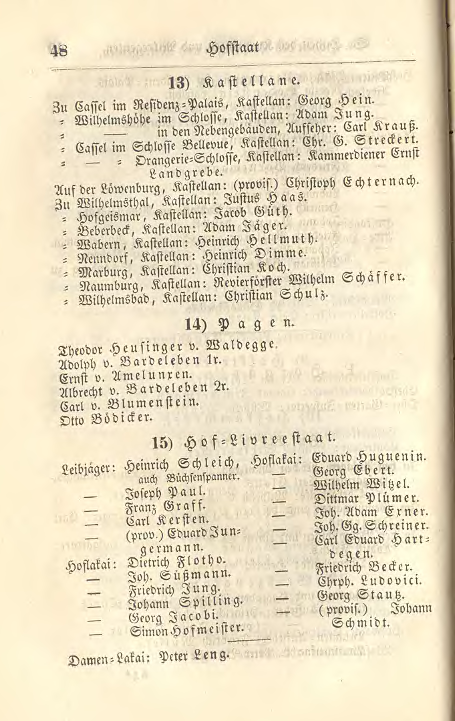 48 Hofstaat
13) Kastellane.
Zu Cassel im Residenz-Palais, Kastellan: Georg Hein.
= Wilhelmshöhe im Schlosse, Kastellan: Adam Jung.
= — in den Nebengebäuden, Aufseher: Carl Krauß.
= Cassel im Schlosse Bellevue, Kastellan: Chr. G. Streckert.
= — = Orangerie=Schlosse, Kastellan: Kammerdiener Ernst
Landgrebe.
Auf der Löwenburg, Kastellan: (provis.) Christoph Echternach.
Zu Wilhelmsthal, Kastellan: Justus Haas.
= Hofgeismar, Kastellan: Jacob Güth.
= Beberbeck, Kastellan: Adam Jäger.
= Wabern, Kastellan: Heinrich Hellmuth.
= Nenndorf, Kastellan: Heinrich Dimme.
= Marburg, Kastellan: Christian Koch.
= Naumburg, Kastellan: Revierförster Wilhelm Schäffer.
= Wilhelmsbad, Kastellan: Christian Schulz.
14) Pagen.
Theodor Heusinger v. Waldegge.
Adolph v. Bardeleben 1r.
Ernst v. Amelunxen.
Albrecht v. Bardeleben 2r.
Carl v. Blumenstein.
Otto Bödicker.
15) Hof=Livreestaat.
Leibjäger: Heinrich Schleich,
auch Büchsenspanner.
— Joseph Paul.
— Franz Graff.
— Carl Kersten.
— (prov.) Eduard Jun=
germann.
Hoflakai: Dietrich Flotho.
— Joh. Süßmann.
— Friedrich Jung.
— Johann Spilling.
— Georg Jacobi.
— Simon Hofmeister.
Hoflakai: Eduard Huguenin.
— Georg Ebert.
— Wilhelm Witzel.
— Dittmar Plümer.
— Joh. Adam Exner.
— Joh. Gg. Schreiner.
— Carl Eduard Hart=
degen.
— Friedrich Becker.
— Chrph. Ludovici.
— Georg Stautz.
— (provis.) Johann
Schmidt.
Damen=Lakai: Peter Leng.